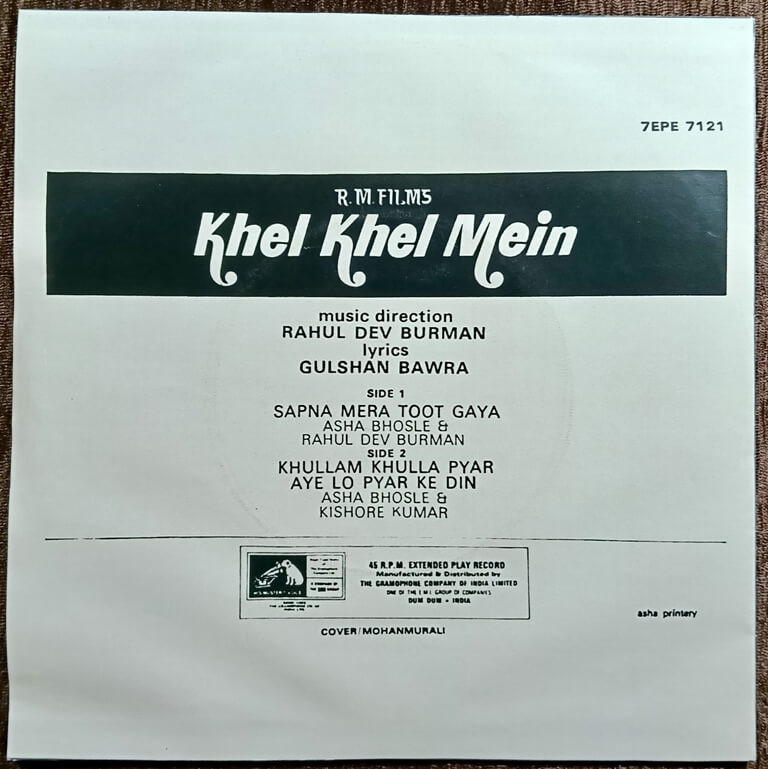 7EPE 7121
R.M. FILMS
Khel Khel Mein
music direction
RAHUL DEV BURMAN
lyrics
GULSHAN BAWRA
SIDE 1
SAPNA MERA TOOT GAYA
ASHA BHOSLE &
RAHUL DEV BURMAN
SIDE 2
KHULLAM KHULLA PYAR
AYE LO PYAR KE DIN
ASHA BHOSLE &
KISHORE KUMAR
HIS MASTER'S VOICE
45 R.P.M. EXTENDED PLAY RECORD
Manufactured & Distributed by
THE GRAMOPHONE COMPANY OF INDIA LIMITED
ONE OF THE E M I GROUP OF COMPANIES
DUM DUM - INDIA
asha printery
COVER/MOHANMURALI